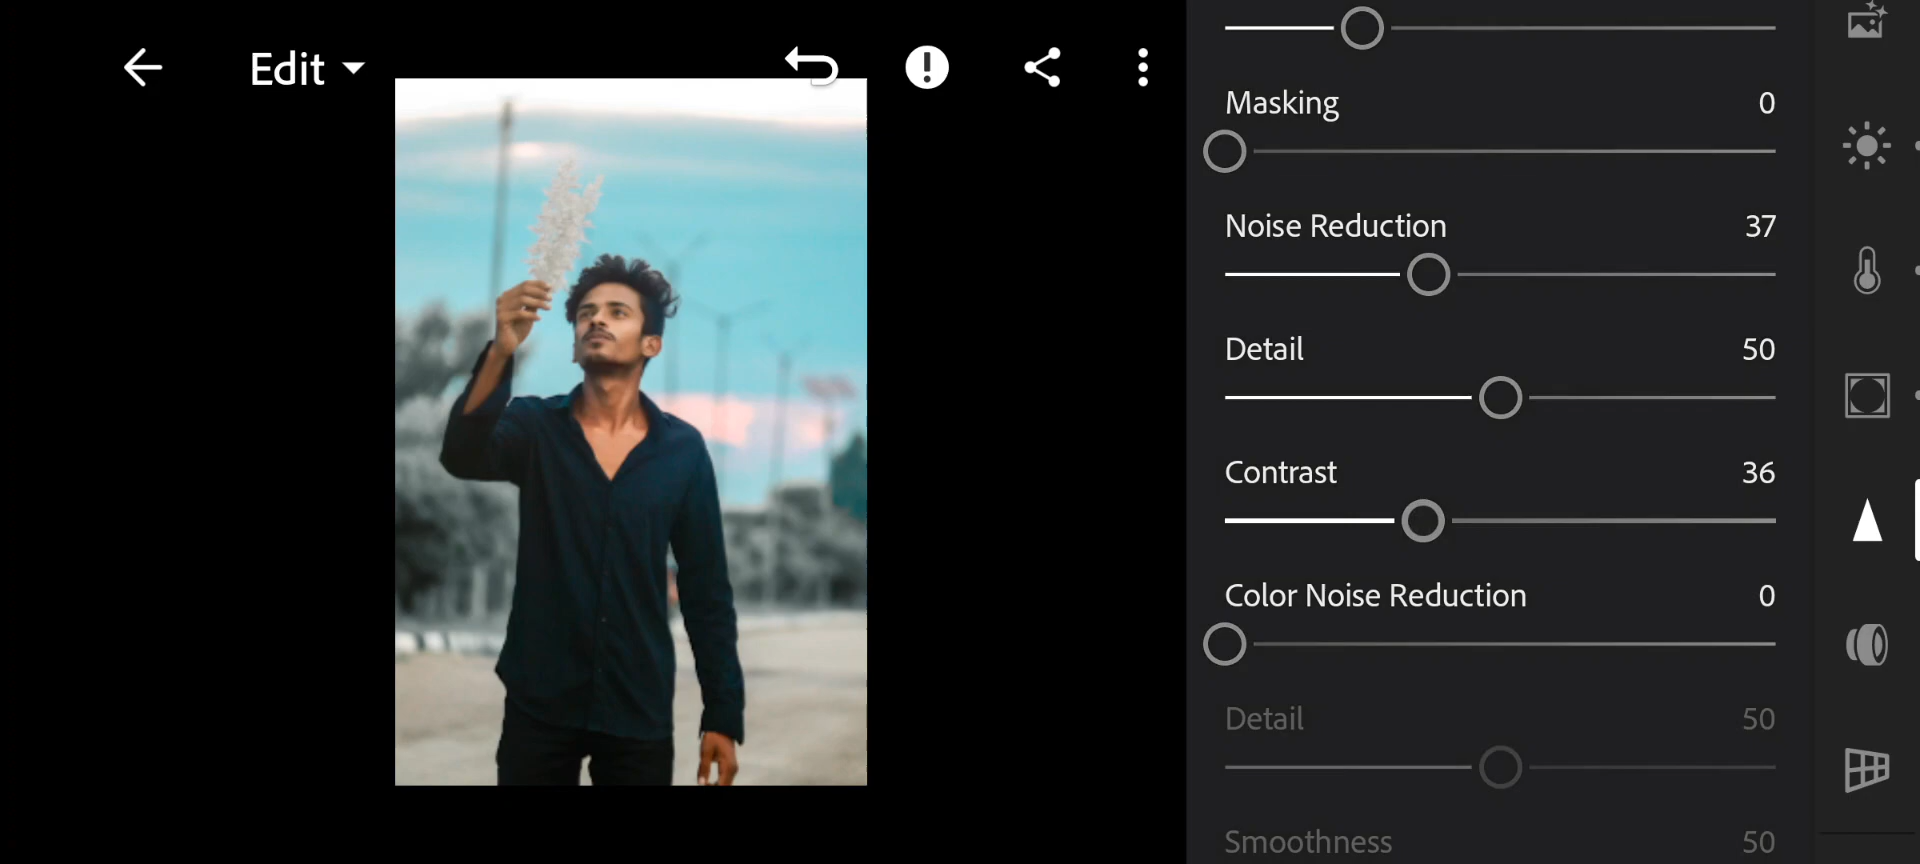 Edit
Masking 0
Noise Reduction 37
Detail 50
Contrast 36
Color Noise Reduction 0
Detail 50
Smoothness 50